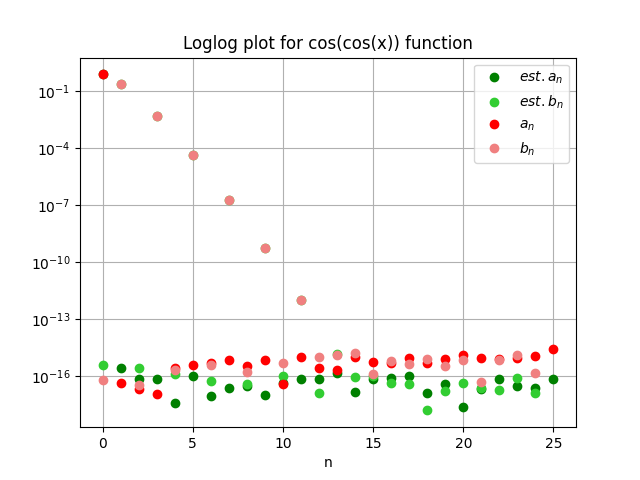 Loglog plot for cos(cos(x)) function
est. aₙ
est. bₙ
aₙ
bₙ
10⁻¹
10⁻⁴
10⁻⁷
10⁻¹⁰
10⁻¹³
10⁻¹⁶
0 5 10 15 20 25
n